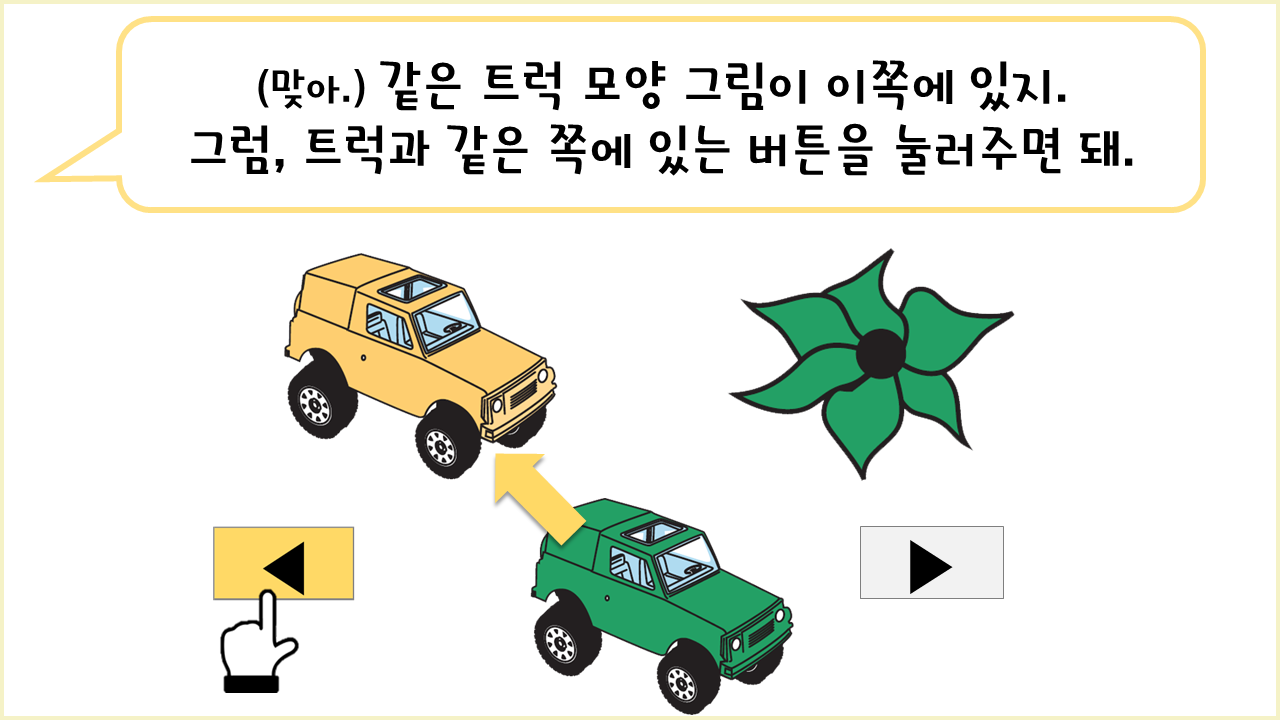 (맞아.) 같은 트럭 모양 그림이 이쪽에 있지.
그럼, 트럭과 같은 쪽에 있는 버튼을 눌러주면 돼.